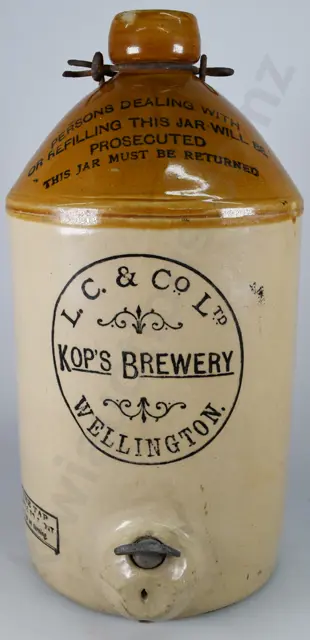 PERSONS DEALING WITH
OR REFILLING THIS JAR WILL BE
PROSECUTED
THIS JAR MUST BE RETURNED
L. C. & CO LTD
KOP'S BREWERY
WELLINGTON.